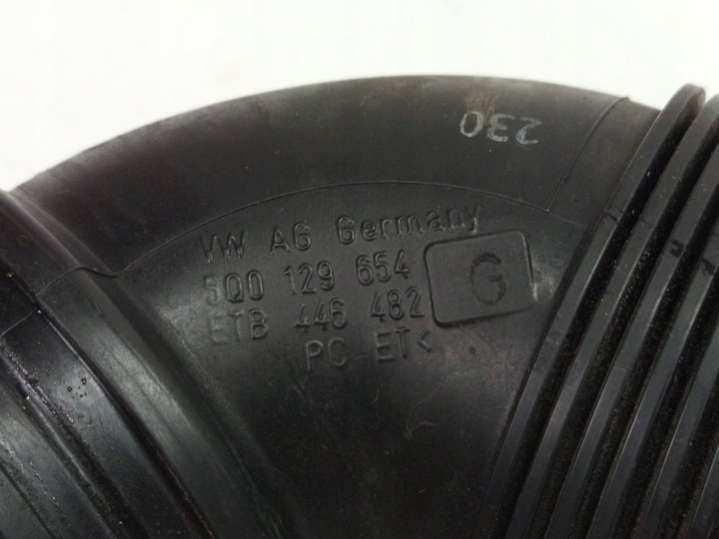 230
VW AG Germany
5Q0 129 654
G
ETB 446 482
PC-ET<